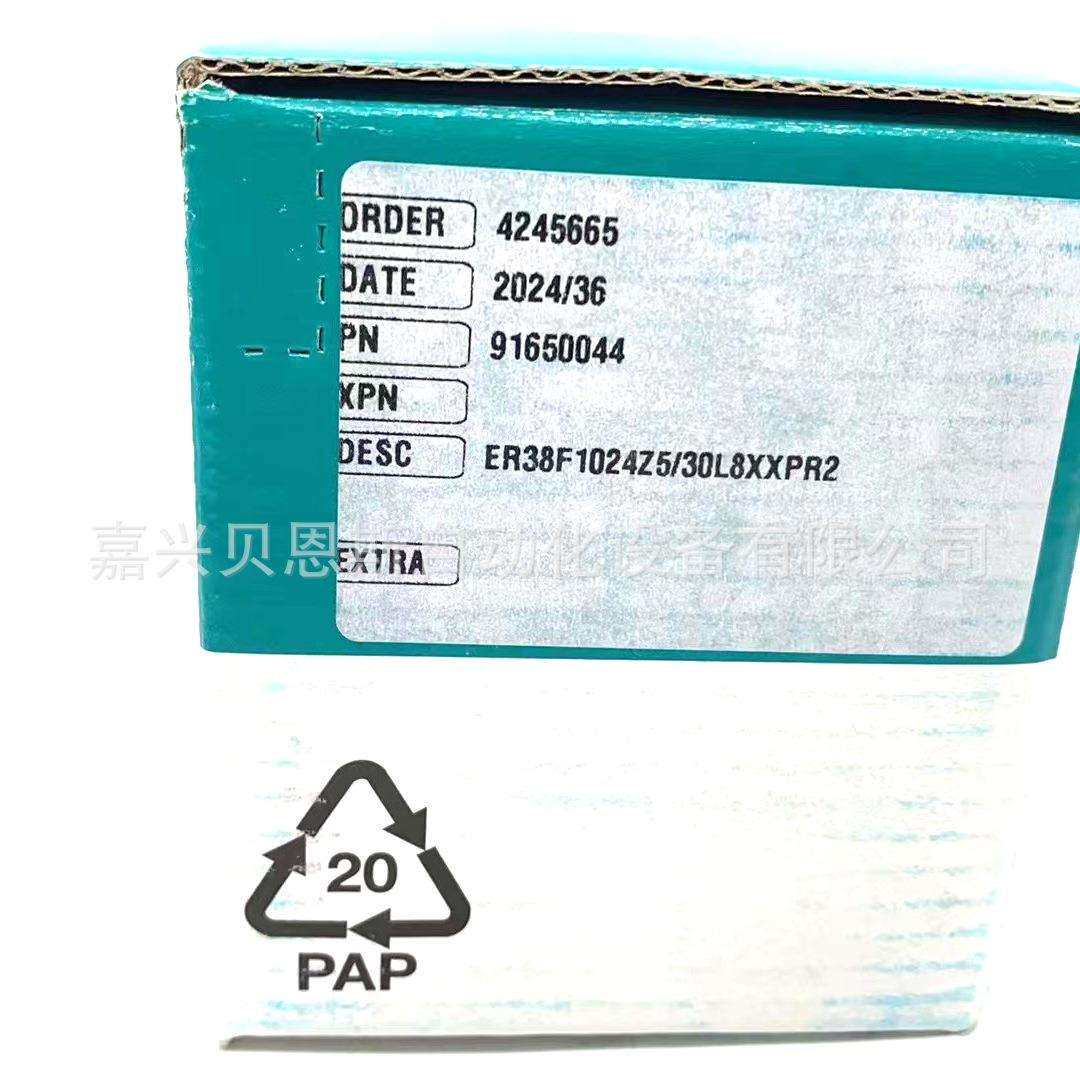 ORDER 4245665
DATE 2024/36
PN 91650044
XPN
DESC ER38F1024Z5/30L8XXPR2
嘉兴贝恩 自动化设备有限公司
EXTRA
20
PAP